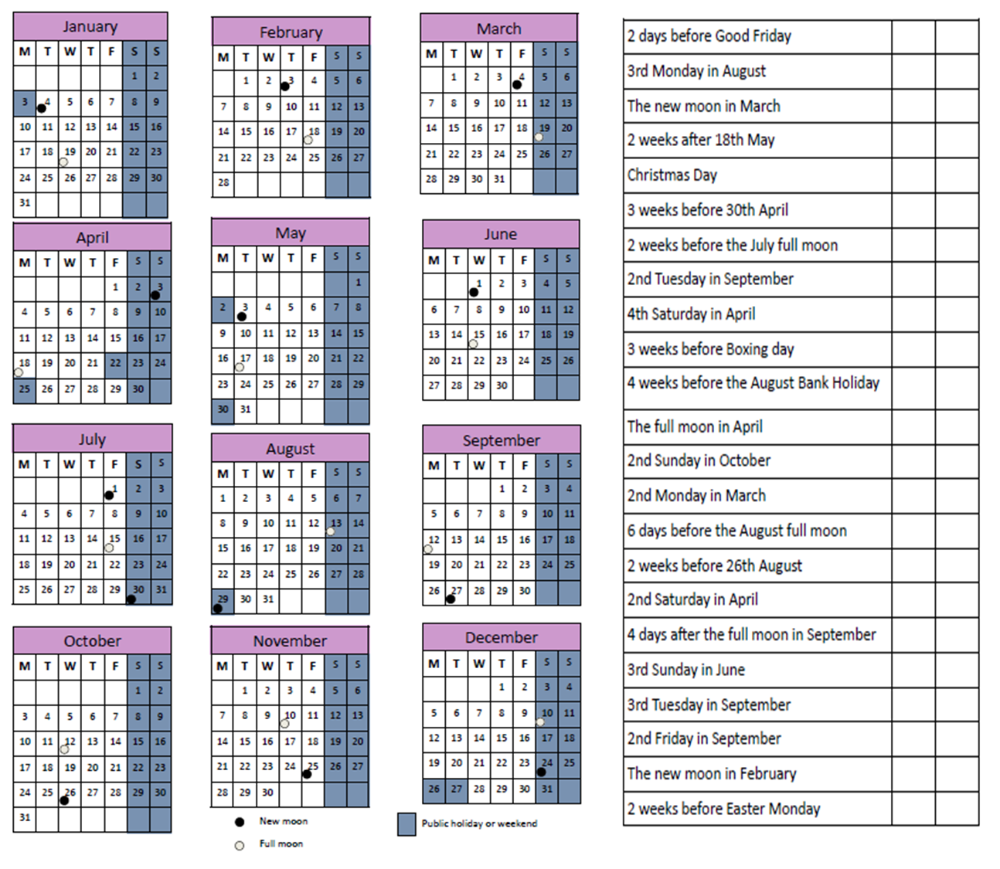 January
M T W T F S S
1 2
3 4 5 6 7 8 9
10 11 12 13 14 15 16
17 18 19 20 21 22 23
24 25 26 27 28 29 30
31
February
M T W T F S S
1 2 3 4 5 6
7 8 9 10 11 12 13
14 15 16 17 18 19 20
21 22 23 24 25 26 27
28
March
M T W T F S S
1 2 3 4 5 6
7 8 9 10 11 12 13
14 15 16 17 18 19 20
21 22 23 24 25 26 27
28 29 30 31
April
M T W T F S S
1 2 3
4 5 6 7 8 9 10
11 12 13 14 15 16 17
18 19 20 21 22 23 24
25 26 27 28 29 30
May
M T W T F S S
1
2 3 4 5 6 7 8
9 10 11 12 13 14 15
16 17 18 19 20 21 22
23 24 25 26 27 28 29
30 31
June
M T W T F S S
1 2 3 4 5
6 7 8 9 10 11 12
13 14 15 16 17 18 19
20 21 22 23 24 25 26
27 28 29 30
July
M T W T F S S
1 2 3
4 5 6 7 8 9 10
11 12 13 14 15 16 17
18 19 20 21 22 23 24
25 26 27 28 29 30 31
August
M T W T F S S
1 2 3 4 5 6 7
8 9 10 11 12 13 14
15 16 17 18 19 20 21
22 23 24 25 26 27 28
29 30 31
September
M T W T F S S
1 2 3 4
5 6 7 8 9 10 11
12 13 14 15 16 17 18
19 20 21 22 23 24 25
26 27 28 29 30
October
M T W T F S S
1 2
3 4 5 6 7 8 9
10 11 12 13 14 15 16
17 18 19 20 21 22 23
24 25 26 27 28 29 30
31
November
M T W T F S S
1 2 3 4 5 6
7 8 9 10 11 12 13
14 15 16 17 18 19 20
21 22 23 24 25 26 27
28 29 30
December
M T W T F S S
1 2 3 4
5 6 7 8 9 10 11
12 13 14 15 16 17 18
19 20 21 22 23 24 25
26 27 28 29 30 31
New moon
Full moon
Public holiday or weekend
2 days before Good Friday
3rd Monday in August
The new moon in March
2 weeks after 18th May
Christmas Day
3 weeks before 30th April
2 weeks before the July full moon
2nd Tuesday in September
4th Saturday in April
3 weeks before Boxing day
4 weeks before the August Bank Holiday
The full moon in April
2nd Sunday in October
2nd Monday in March
6 days before the August full moon
2 weeks before 26th August
2nd Saturday in April
4 days after the full moon in September
3rd Sunday in June
3rd Tuesday in September
2nd Friday in September
The new moon in February
2 weeks before Easter Monday